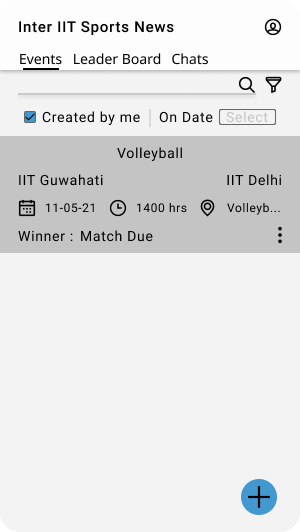 Inter IIT Sports News
Events Leader Board Chats
Created by me On Date Select
Volleyball
IIT Guwahati IIT Delhi
11-05-21 1400 hrs Volleyb...
Winner : Match Due